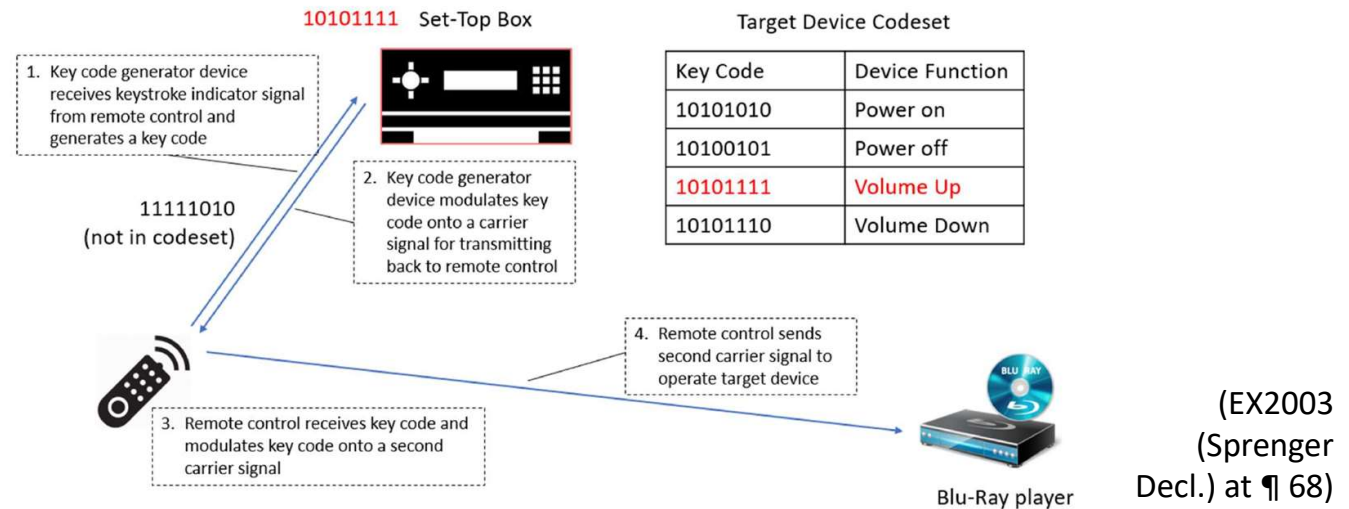 10101111 Set-Top Box
Target Device Codeset
1. Key code generator device
receives keystroke indicator signal
from remote control and
generates a key code
Key Code Device Function
10101010 Power on
10100101 Power off
10101111 Volume Up
10101110 Volume Down
2. Key code generator
device modulates key
code onto a carrier
signal for transmitting
back to remote control
11111010
(not in codeset)
4. Remote control sends
second carrier signal to
operate target device
BLU RAY
3. Remote control receives key code and
modulates key code onto a second
carrier signal
Blu-Ray player
(EX2003
(Sprenger
Decl.) at ¶ 68)